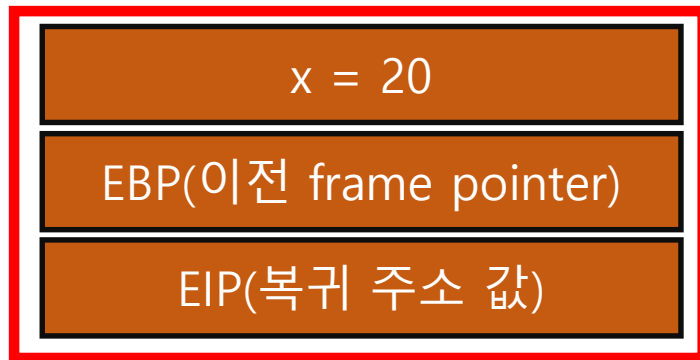 x = 20
EBP(이전 frame pointer)
EIP(복귀 주소 값)